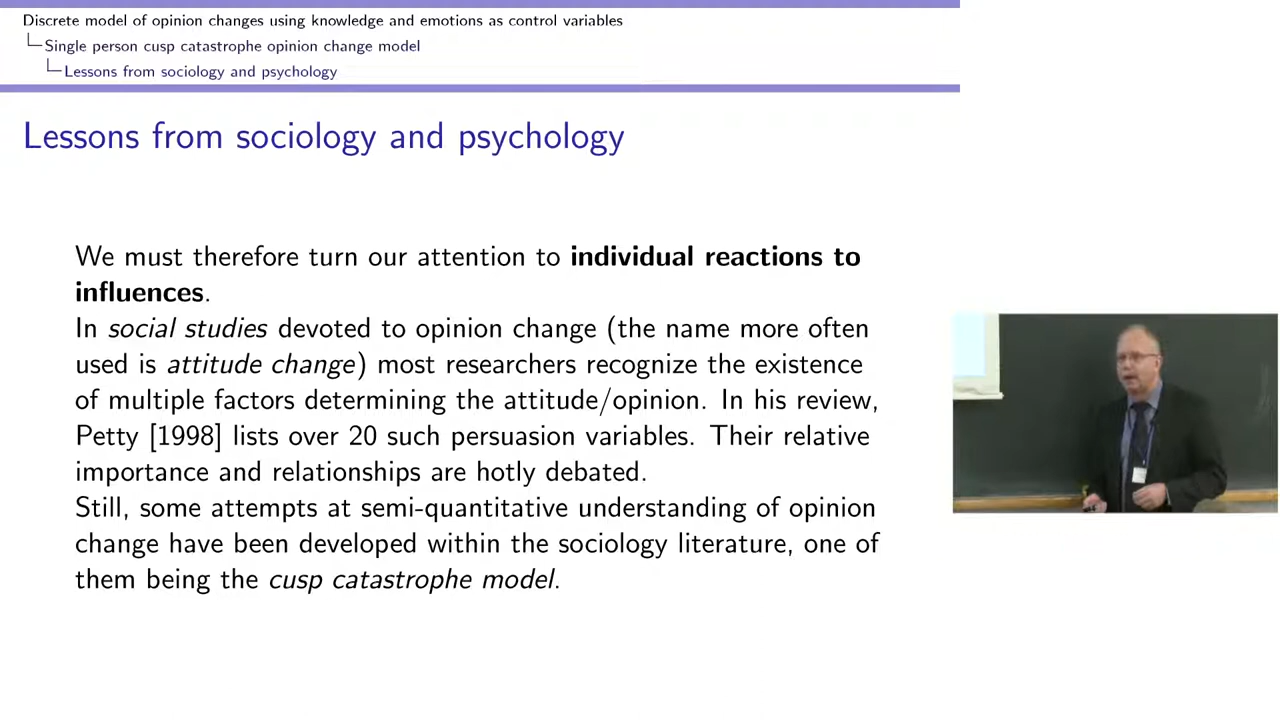 Discrete model of opinion changes using knowledge and emotions as control variables
Single person cusp catastrophe opinion change model
Lessons from sociology and psychology
Lessons from sociology and psychology
We must therefore turn our attention to individual reactions to
influences.
In social studies devoted to opinion change (the name more often
used is attitude change) most researchers recognize the existence
of multiple factors determining the attitude/opinion. In his review,
Petty [1998] lists over 20 such persuasion variables. Their relative
importance and relationships are hotly debated.
Still, some attempts at semi-quantitative understanding of opinion
change have been developed within the sociology literature, one of
them being the cusp catastrophe model.